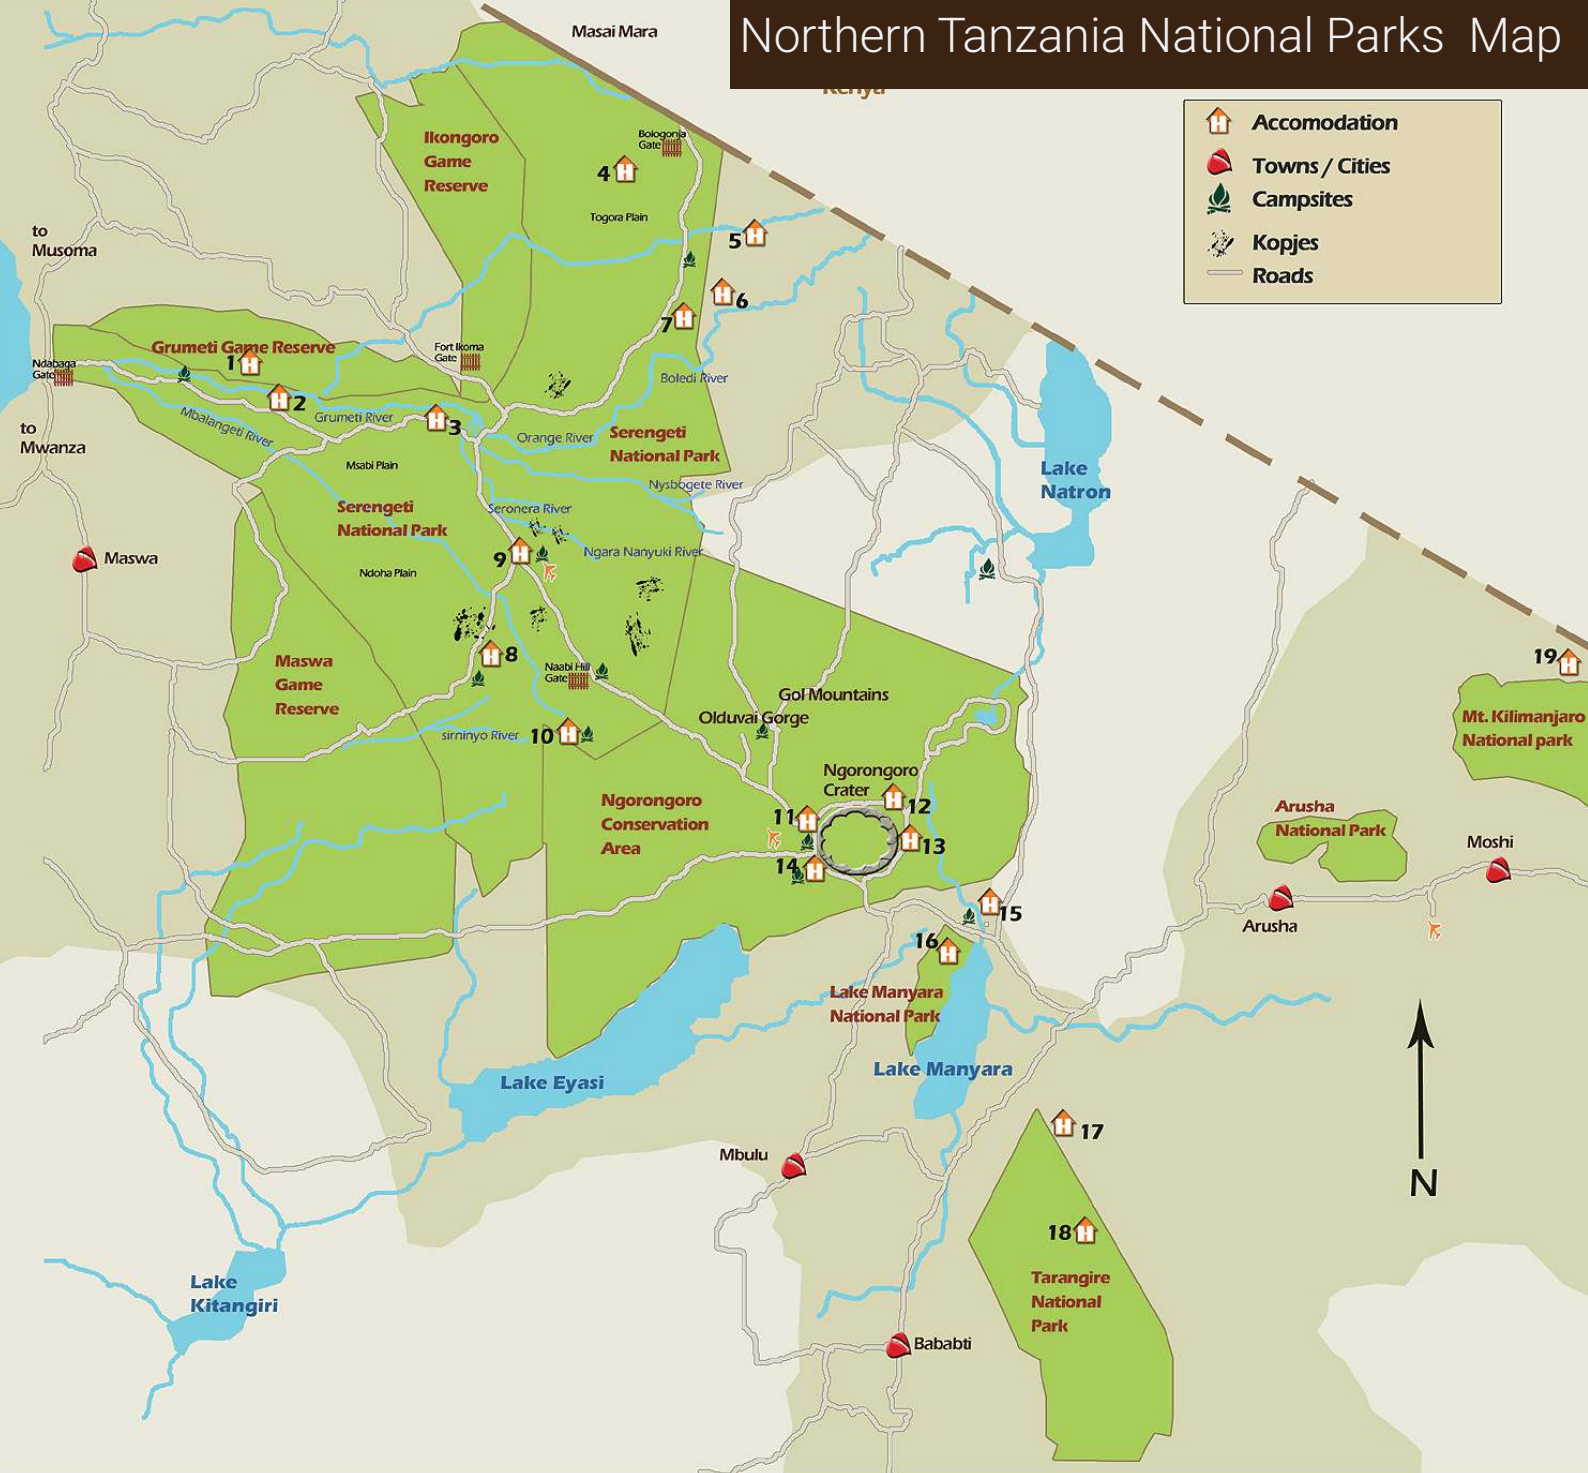 Northern Tanzania National Parks Map
Masai Mara
Kenya
Accomodation
Towns / Cities
Campsites
Kopjes
Roads
Ikongoro
Game
Reserve
Bologonja
Gate
4
Togora Plain
to
Musoma
5
6
7
Grumeti Game Reserve
1
Fort Ikoma
Gate
Ndabaga
Gate
Boledi River
2
Mbalangeti River
Grumeti River
3
to
Mwanza
Orange River
Serengeti
National Park
Msabi Plain
Lake
Natron
Nysbogete River
Serengeti
National Park
Seronera River
Maswa
9
Ngara Nanyuki River
Ndoha Plain
8
Maswa
Game
Reserve
Naabi Hill
Gate
19
Gol Mountains
Olduvai Gorge
Mt. Kilimanjaro
National park
sirninyo River
10
Ngorongoro
Crater
12
Ngorongoro
Conservation
Area
11
13
14
Arusha
National Park
Moshi
15
Arusha
16
Lake Manyara
National Park
Lake Eyasi
Lake Manyara
17
Mbulu
N
18
Lake
Kitangiri
Tarangire
National
Park
Bababti